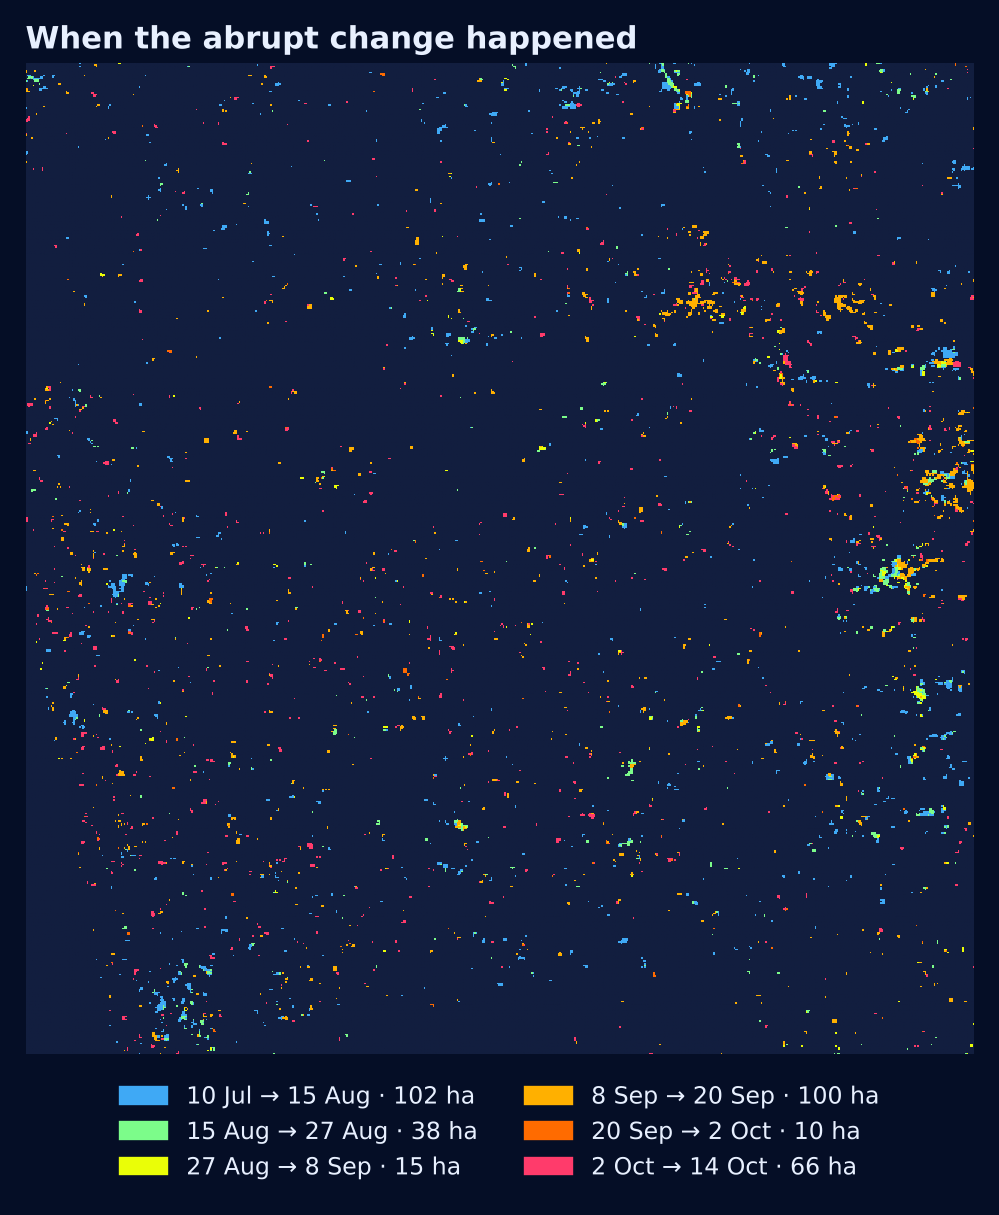 When the abrupt change happened
10 Jul → 15 Aug · 102 ha
15 Aug → 27 Aug · 38 ha
27 Aug → 8 Sep · 15 ha
8 Sep → 20 Sep · 100 ha
20 Sep → 2 Oct · 10 ha
2 Oct → 14 Oct · 66 ha